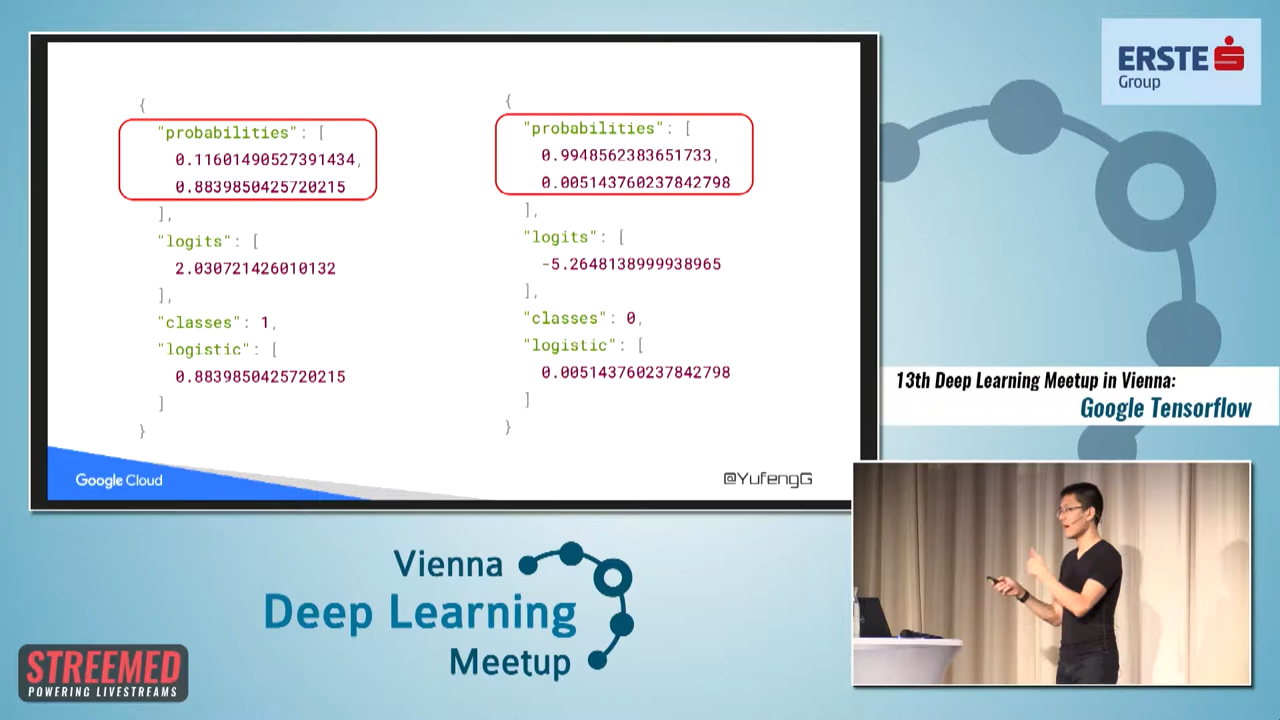 {
"probabilities": [
0.11601490527391434,
0.8839850425720215
],
"logits": [
2.030721426010132
],
"classes": 1,
"logistic": [
0.8839850425720215
]
}
{
"probabilities": [
0.9948562383651733,
0.005143760237842798
],
"logits": [
-5.2648138999938965
],
"classes": 0,
"logistic": [
0.005143760237842798
]
}
Google Cloud
@YufengG
ERSTE
Group
13th Deep Learning Meetup in Vienna:
Google Tensorflow
Vienna
Deep Learning
Meetup
STREEMED
POWERING LIVESTREAMS